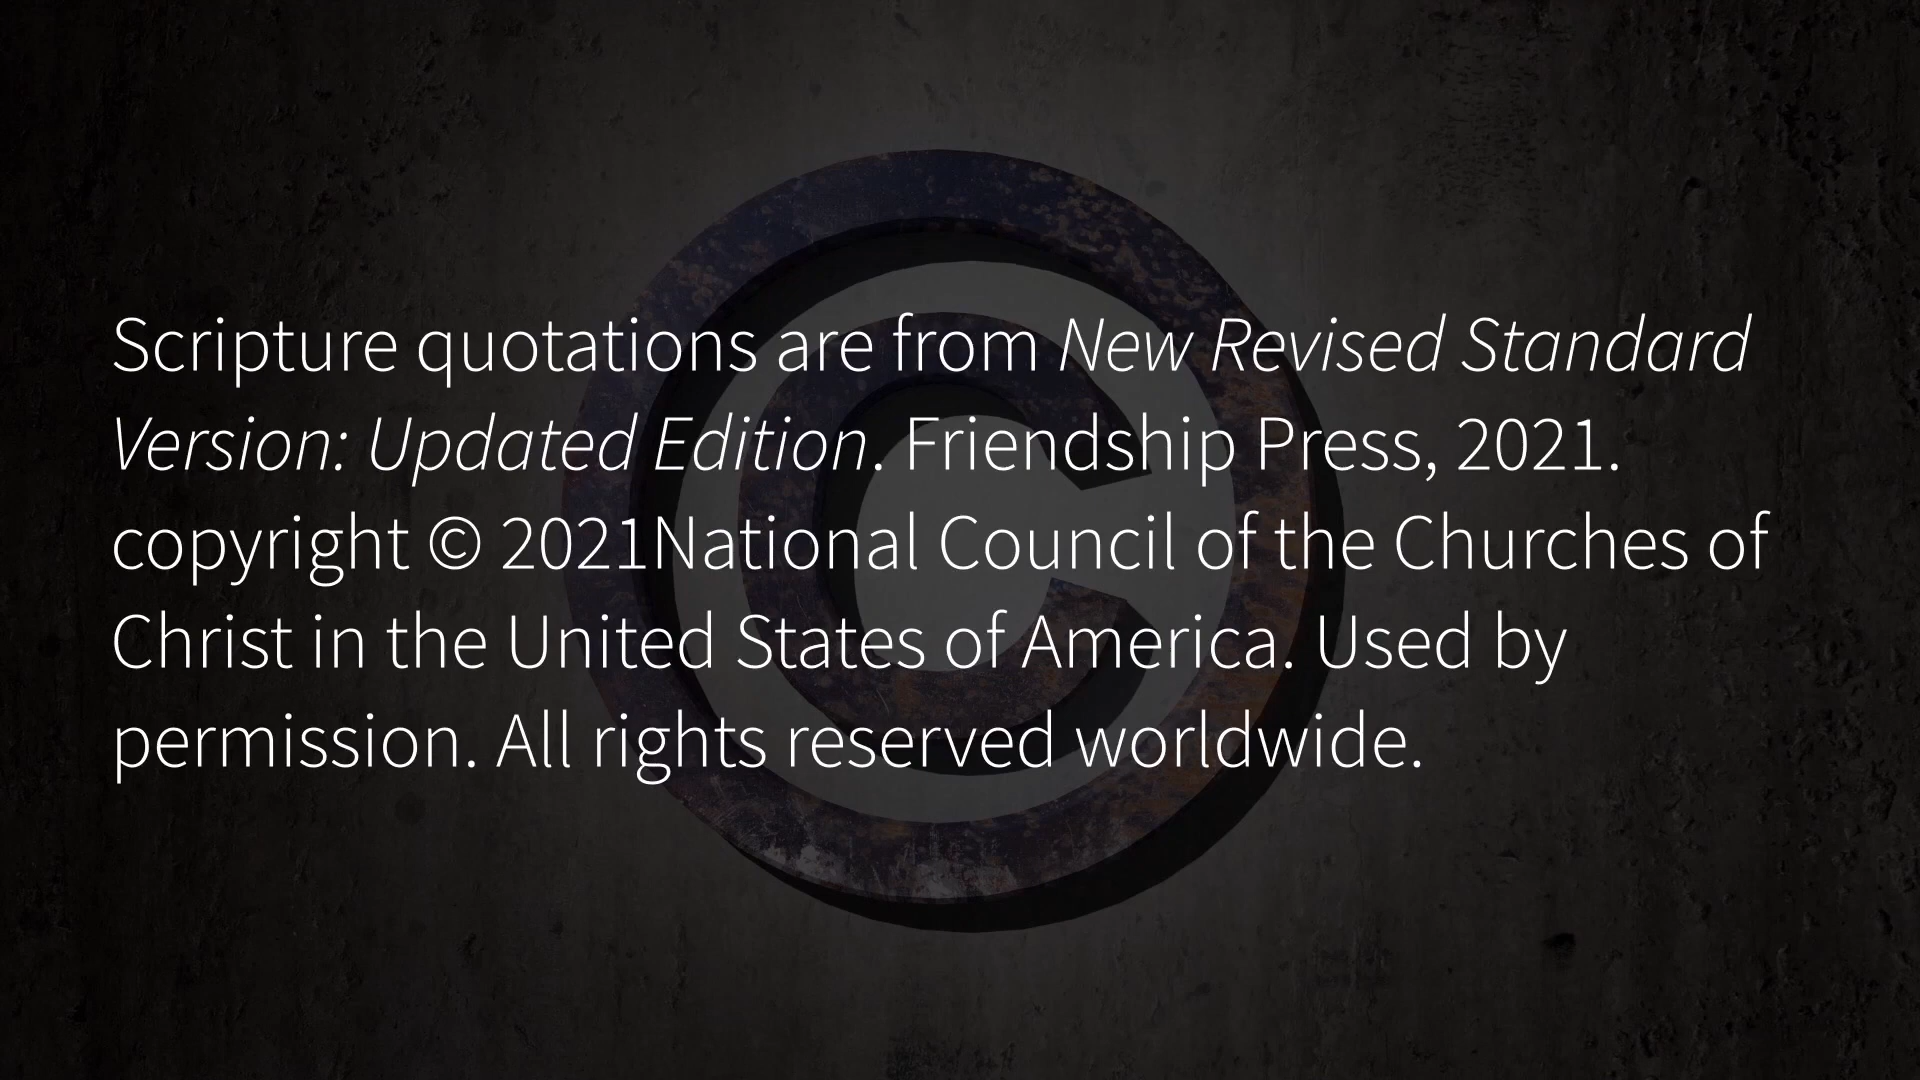 Scripture quotations are from New Revised Standard
Version: Updated Edition. Friendship Press, 2021.
copyright © 2021National Council of the Churches of
Christ in the United States of America. Used by
permission. All rights reserved worldwide.